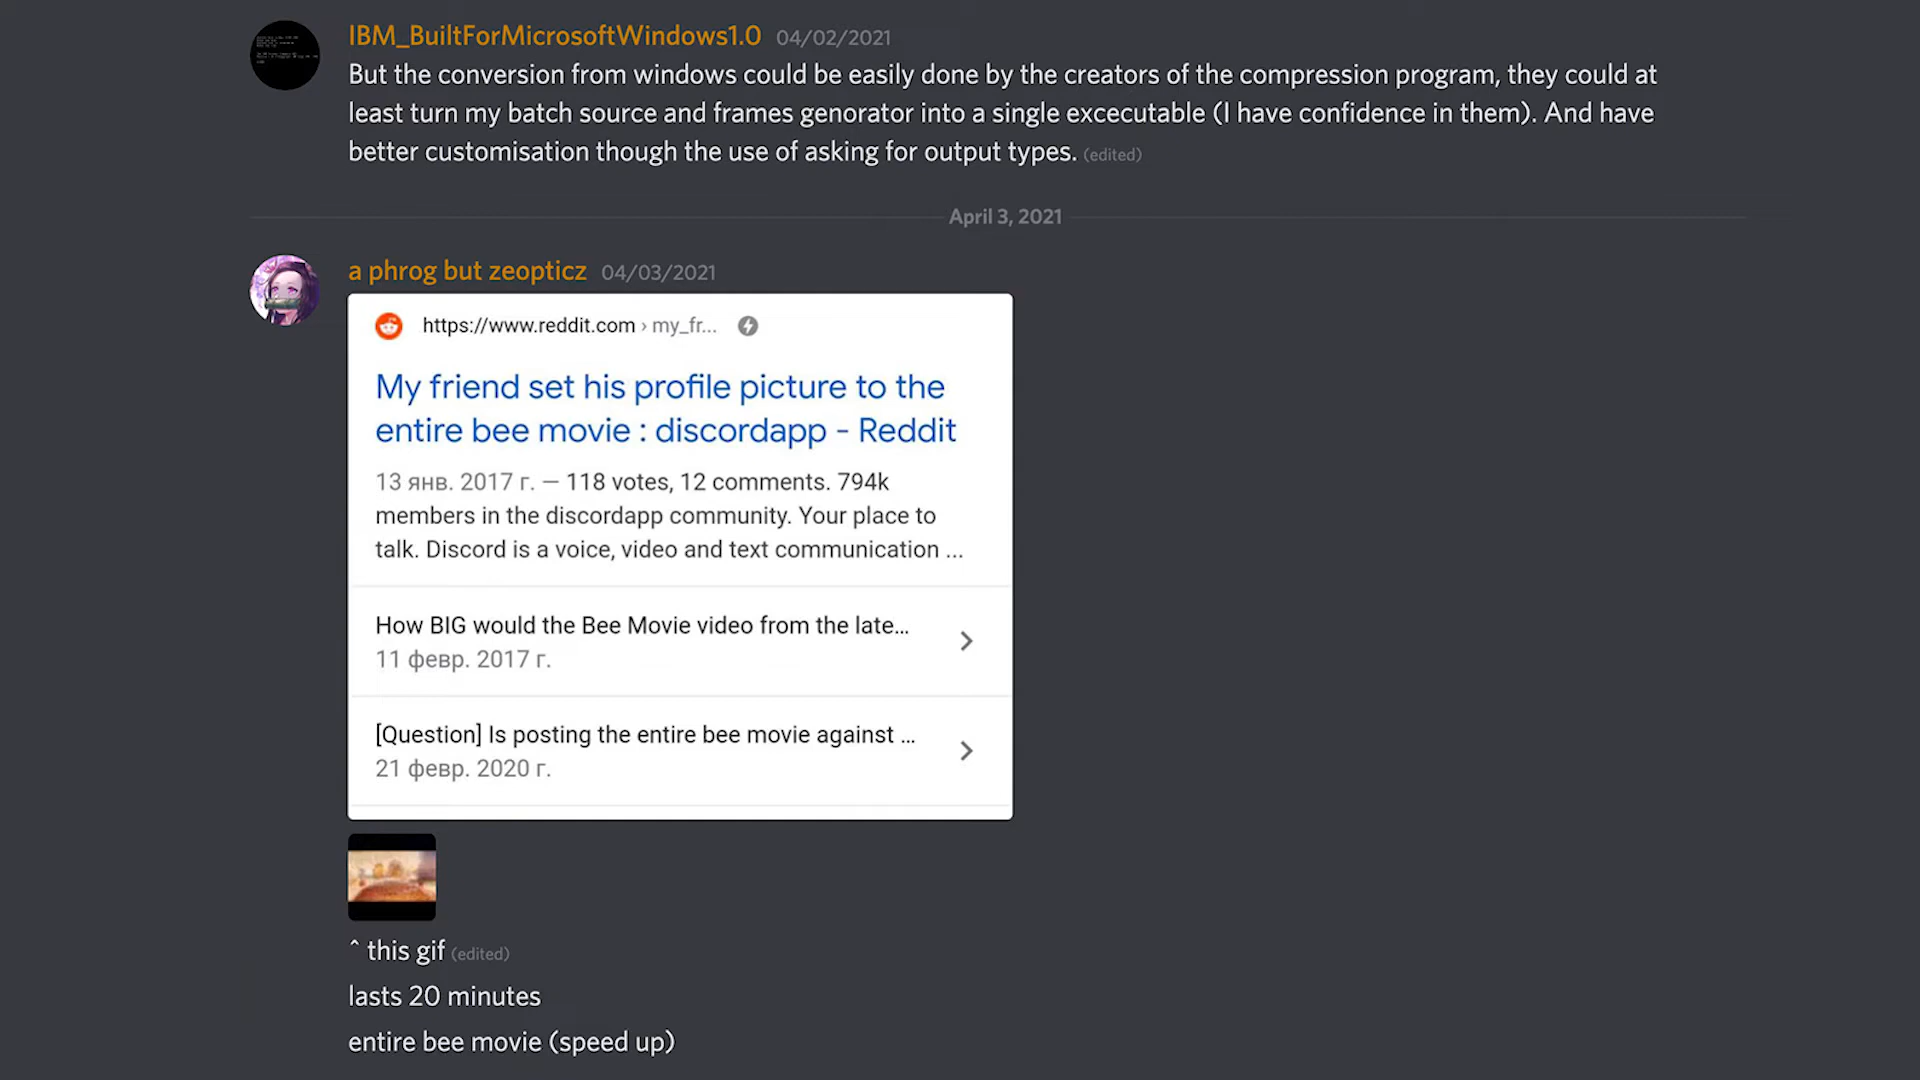 IBM_BuiltForMicrosoftWindows1.0 04/02/2021
But the conversion from windows could be easily done by the creators of the compression program, they could at
least turn my batch source and frames genorator into a single excecutable (I have confidence in them). And have
better customisation though the use of asking for output types. (edited)
April 3, 2021
a phrog but zeopticz 04/03/2021
https://www.reddit.com › my_fr...
My friend set his profile picture to the
entire bee movie : discordapp - Reddit
13 янв. 2017 г. — 118 votes, 12 comments. 794k
members in the discordapp community. Your place to
talk. Discord is a voice, video and text communication ...
How BIG would the Bee Movie video from the late...
11 февр. 2017 г.
[Question] Is posting the entire bee movie against ...
21 февр. 2020 г.
^ this gif (edited)
lasts 20 minutes
entire bee movie (speed up)